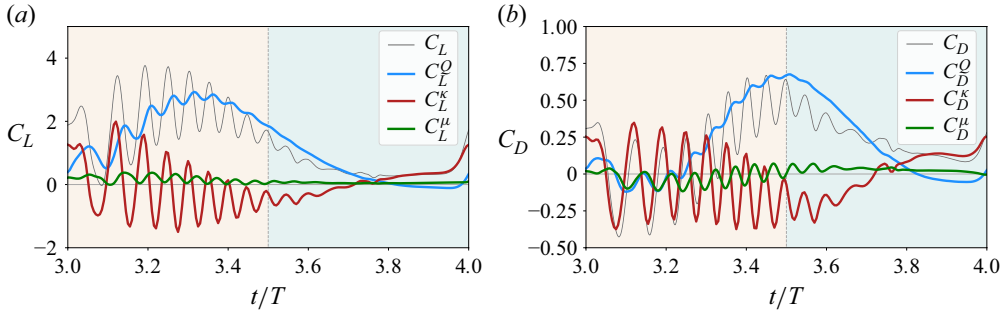 (a)
C_L
4
2
0
−2
3.0 3.2 3.4 3.6 3.8 4.0
t/T
C_L
C_L^Q
C_L^κ
C_L^μ
(b)
C_D
1.00
0.75
0.50
0.25
0
−0.25
−0.50
3.0 3.2 3.4 3.6 3.8 4.0
t/T
C_D
C_D^Q
C_D^κ
C_D^μ